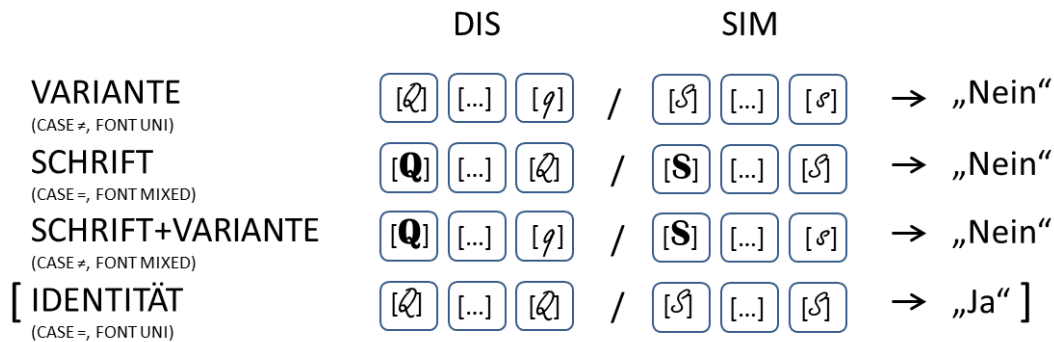 DIS SIM
VARIANTE [Q] [...] [q] / [S] [...] [s] → „Nein“
(CASE ≠, FONT UNI)
SCHRIFT [Q] [...] [Q] / [S] [...] [S] → „Nein“
(CASE =, FONT MIXED)
SCHRIFT+VARIANTE [Q] [...] [q] / [S] [...] [s] → „Nein“
(CASE ≠, FONT MIXED)
[ IDENTITÄT [Q] [...] [Q] / [S] [...] [S] → „Ja“ ]
(CASE =, FONT UNI)